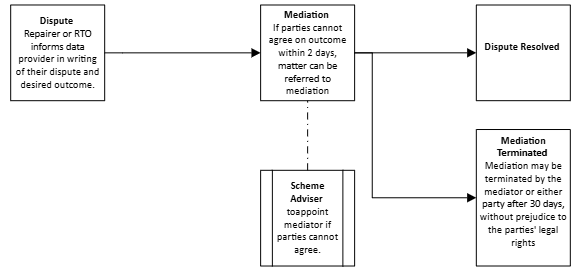 Dispute
Repairer or RTO
informs data
provider in writing
of their dispute and
desired outcome.
Mediation
If parties cannot
agree on outcome
within 2 days,
matter can be
referred to
mediation
Dispute Resolved
Mediation
Terminated
Mediation may be
terminated by the
mediator or either
party after 30 days,
without prejudice to
the parties' legal
rights
Scheme
Adviser
toappoint
mediator if
parties cannot
agree.